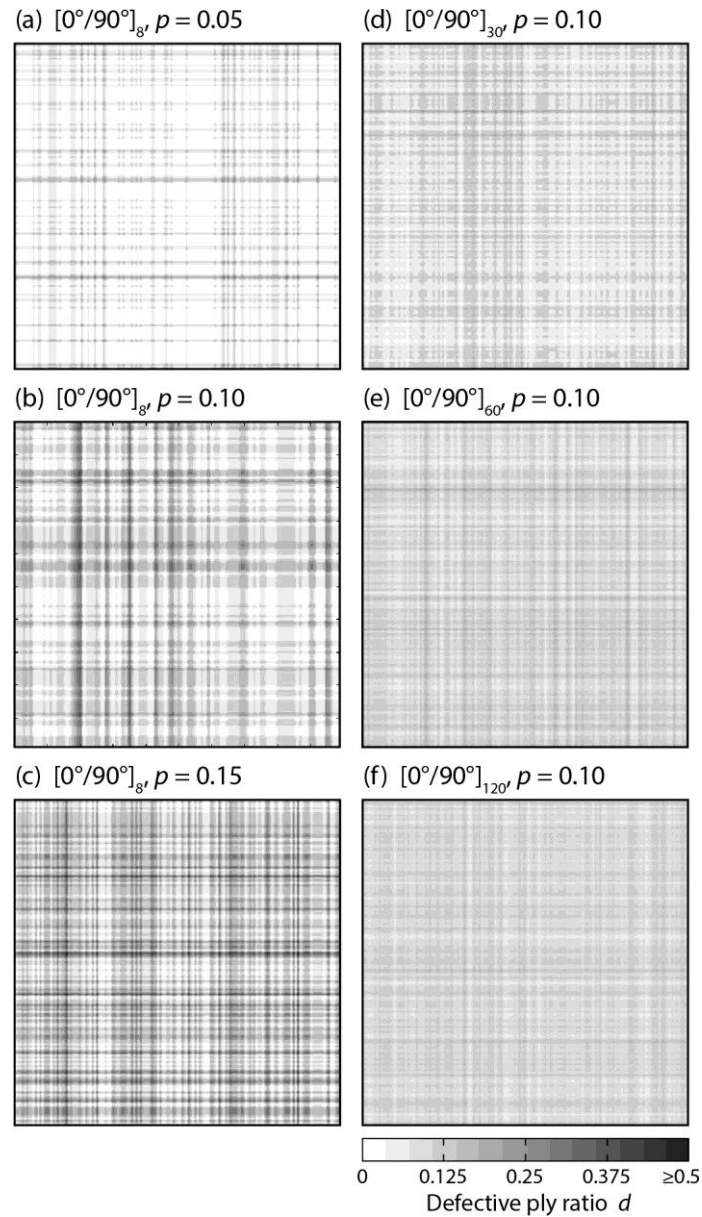 (a) [0°/90°]₈, p = 0.05
(b) [0°/90°]₈, p = 0.10
(c) [0°/90°]₈, p = 0.15
(d) [0°/90°]₃₀, p = 0.10
(e) [0°/90°]₆₀, p = 0.10
(f) [0°/90°]₁₂₀, p = 0.10
0 0.125 0.25 0.375 ≥0.5
Defective ply ratio d